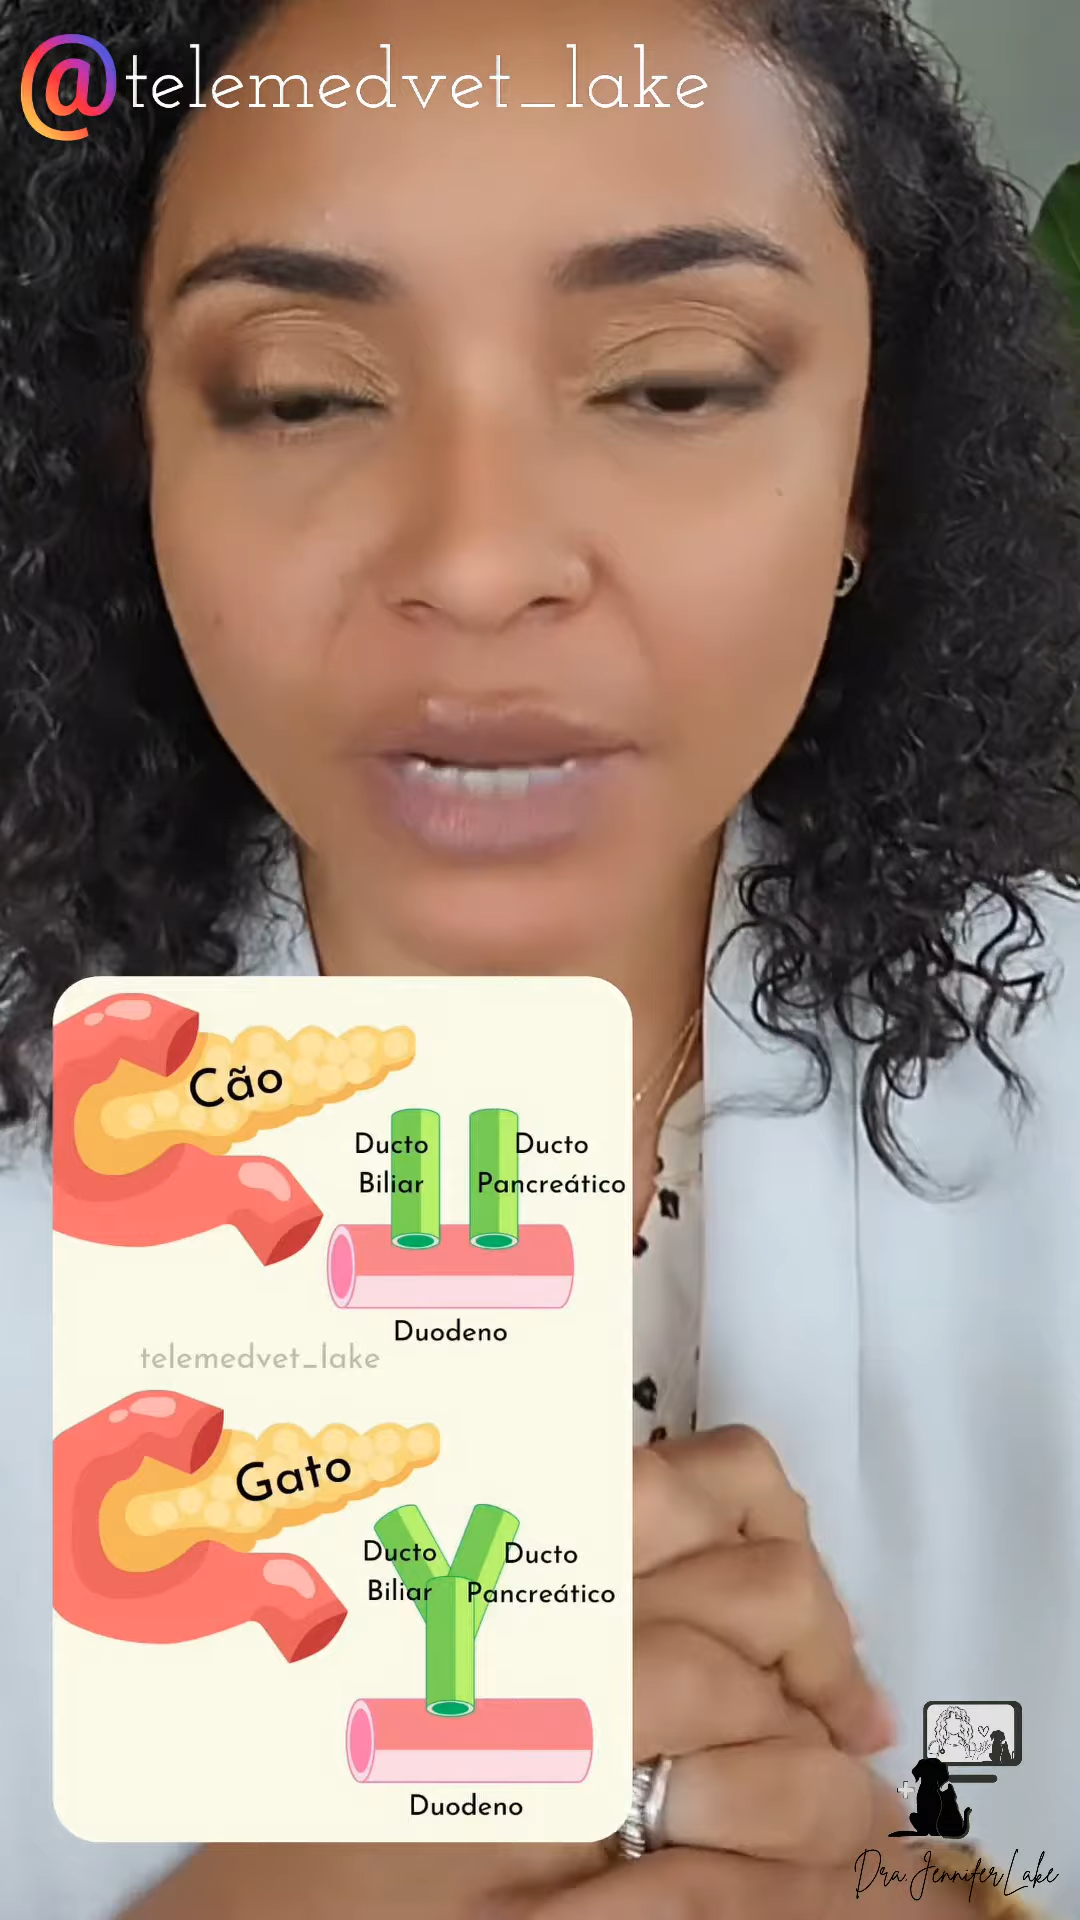 @telemedvet_lake
Cão
Ducto
Biliar
Ducto
Pancreático
Duodeno
telemedvet_lake
Gato
Ducto
Biliar
Ducto
Pancreático
Duodeno
Dra. Jennifer Lake